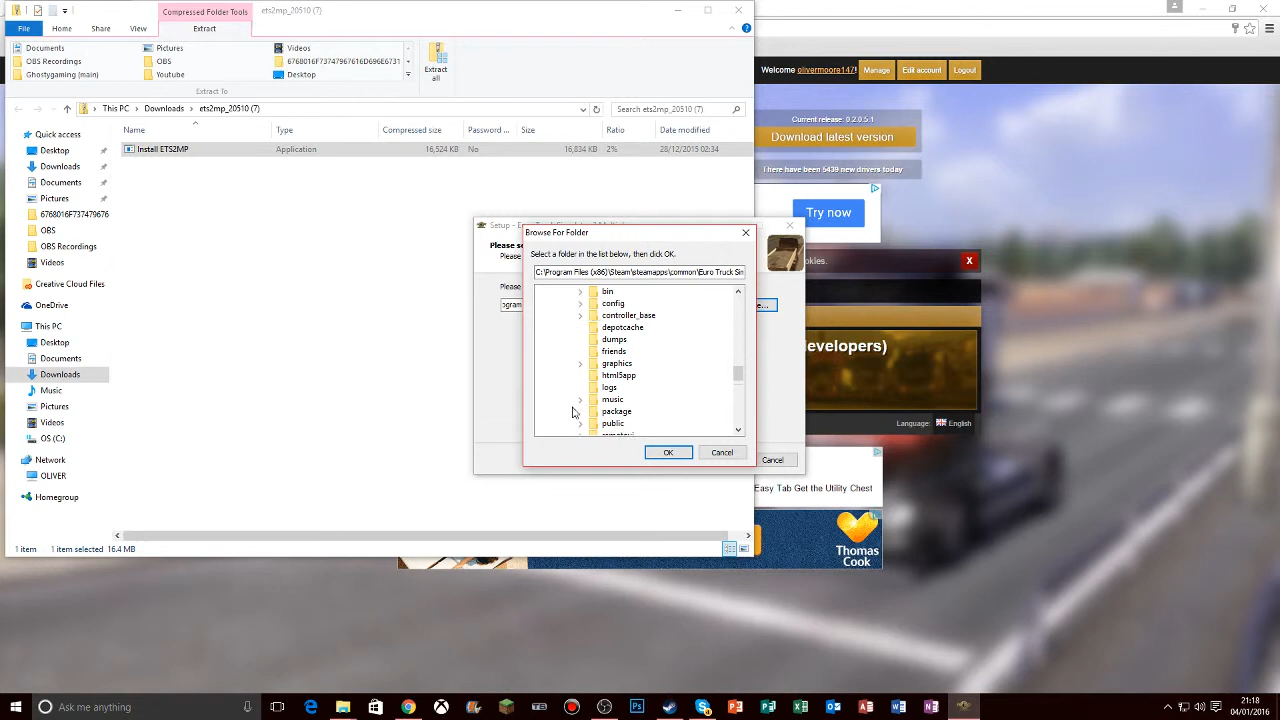 Compressed Folder Tools
ets2mp_20510 (7)
File
Home
Share
View
Extract
Documents
Pictures
Videos
OBS Recordings
OBS
6768016F73747967616D696E6731
Ghostygaming (main)
Youtube
Desktop
Extract all
Extract To
This PC
Downloads
ets2mp_20510 (7)
Search ets2mp_20510 (7)
Name
Type
Compressed size
Password ...
Size
Ratio
Date modified
Install ETS2MP
Application
16,524 KB
No
16,834 KB
2%
28/12/2015 02:34
Quick access
Desktop
Downloads
Documents
Pictures
6768016F737479676
OBS
OBS Recordings
Videos
Creative Cloud Files
OneDrive
This PC
Desktop
Documents
Downloads
Music
Pictures
Videos
OS (C:)
Network
OLIVER
Homegroup
1 item
1 item selected
16.4 MB
Welcome olivermoore147!
Manage
Edit account
Logout
Current release: 0.2.0.5.1
Download latest version
There have been 6439 new drivers today
Try now
okies.
X
evelopers)
Language:
English
Easy Tab Get the Utility Chest
Thomas Cook
Setup -
Please se
Please
Please
ogram
e...
Cancel
Browse For Folder
Select a folder in the list below, then click OK.
C:\Program Files (x86)\Steam\steamapps\common\Euro Truck Sin
bin
config
controller_base
depotcache
dumps
friends
graphics
html5app
logs
music
package
public
OK
Cancel
Ask me anything
21:18
04/01/2016